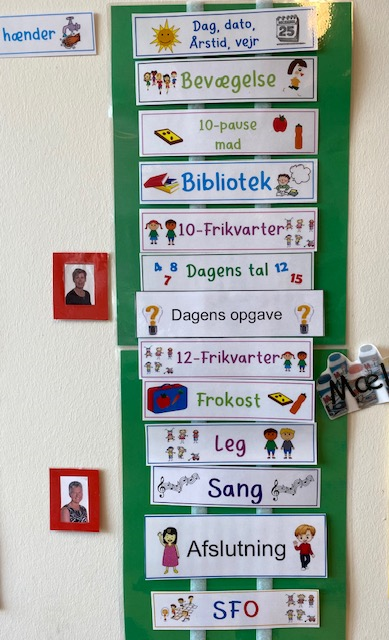 hænder
Dag, dato,
Årstid, vejr
25
Bevægelse
10-pause
mad
Bibliotek
10-Frikvarter
4 8 7 Dagens tal 12 15
? Dagens opgave ?
12-Frikvarter
Frokost
Leg
Sang
Afslutning
SFO